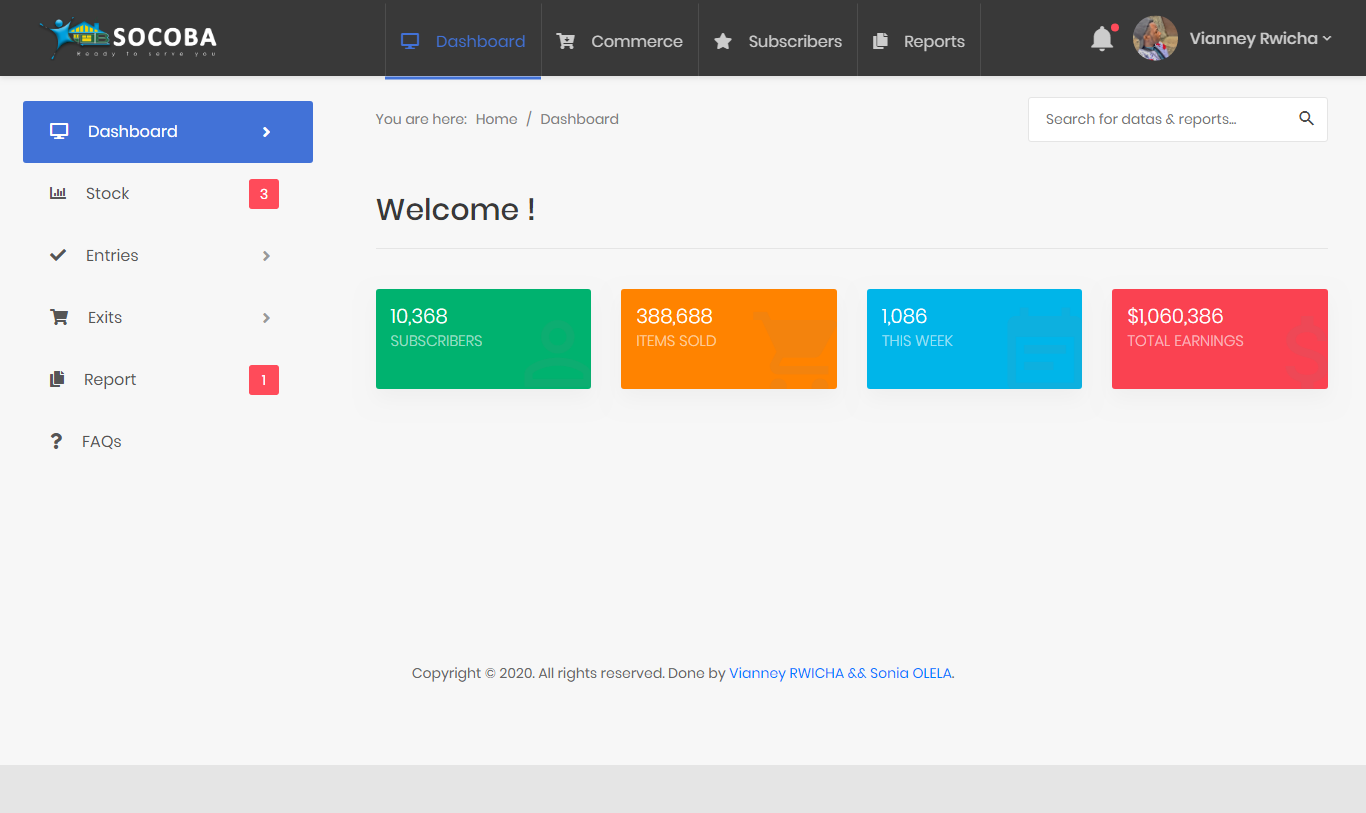 SOCOBA
Ready to serve you
Dashboard
Commerce
Subscribers
Reports
Vianney Rwicha
Dashboard
Stock
3
Entries
Exits
Report
1
FAQs
You are here: Home / Dashboard
Search for datas & reports...
Welcome !
10,368
SUBSCRIBERS
388,688
ITEMS SOLD
1,086
THIS WEEK
$1,060,386
TOTAL EARNINGS
Copyright © 2020. All rights reserved. Done by Vianney RWICHA && Sonia OLELA.